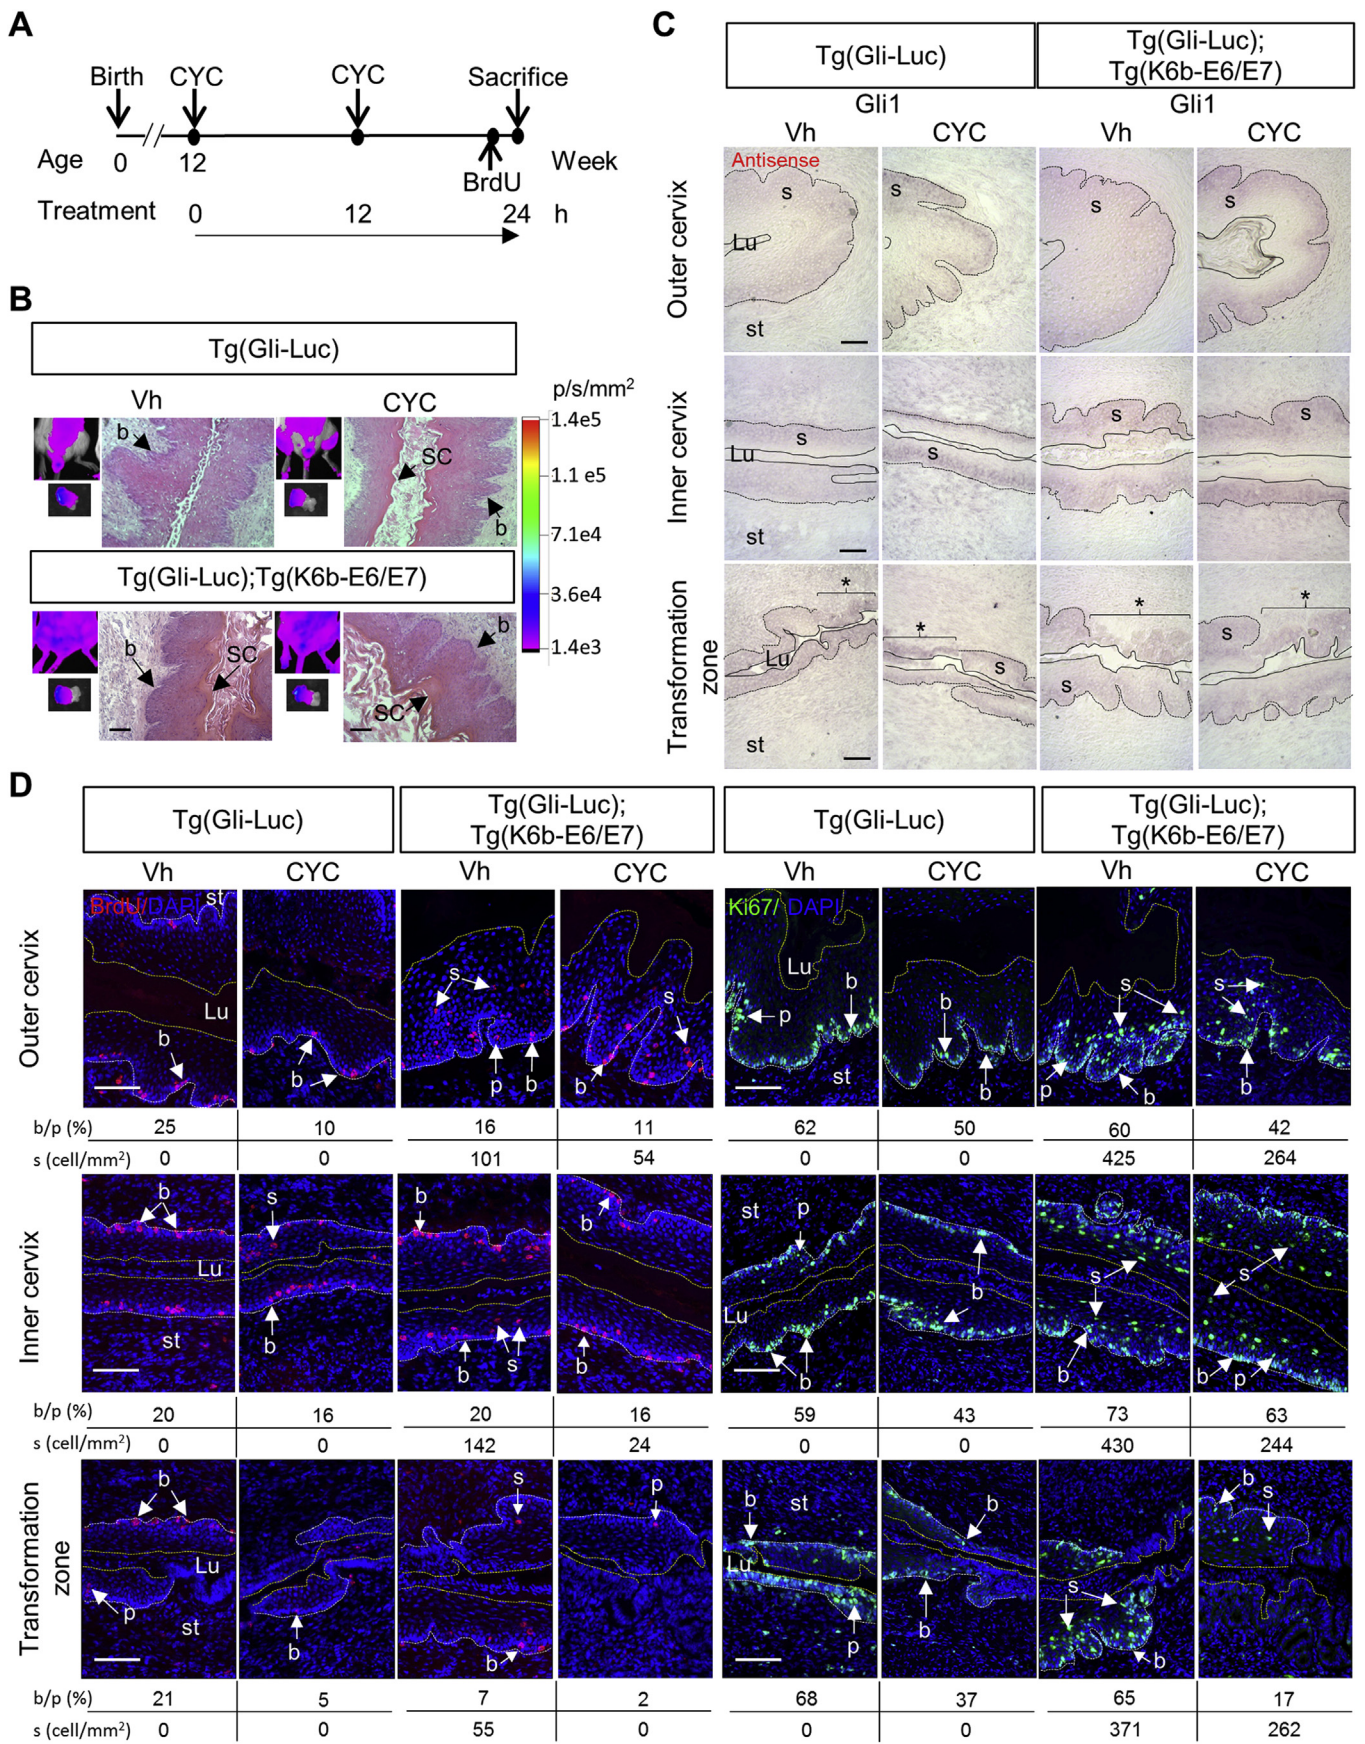 A
Birth CYC CYC Sacrifice
Age 0 12 BrdU Week
Treatment 0 12 24 h
B
Tg(Gli-Luc)
Vh CYC
b SC b
p/s/mm²
1.4e5
1.1 e5
7.1e4
3.6e4
1.4e3
Tg(Gli-Luc);Tg(K6b-E6/E7)
b SC SC b
C
Tg(Gli-Luc) Tg(Gli-Luc);
Tg(K6b-E6/E7)
Gli1 Gli1
Vh CYC Vh CYC
Outer cervix
Antisense
s s s s
Lu
st
Inner cervix
s s s s
Lu
st
Transformation
zone
* * * *
Lu s s s
st
D
Tg(Gli-Luc) Tg(Gli-Luc);
Tg(K6b-E6/E7) Tg(Gli-Luc) Tg(Gli-Luc);
Tg(K6b-E6/E7)
Vh CYC Vh CYC Vh CYC Vh CYC
Outer cervix
BrdU/DAPI st Ki67/ DAPI
Lu b b s p b s b Lu p b st b b s p b s b
b/p (%) 25 10 16 11 62 50 60 42
s (cell/mm²) 0 0 101 54 0 0 425 264
Inner cervix
b Lu st s b b b s b b st p Lu b b b s b s b p
b/p (%) 20 16 20 16 59 43 73 63
s (cell/mm²) 0 0 142 24 0 0 430 244
Transformation
zone
b Lu p st b s b p b st Lu p b b s b b s
b/p (%) 21 5 7 2 68 37 65 17
s (cell/mm²) 0 0 55 0 0 0 371 262